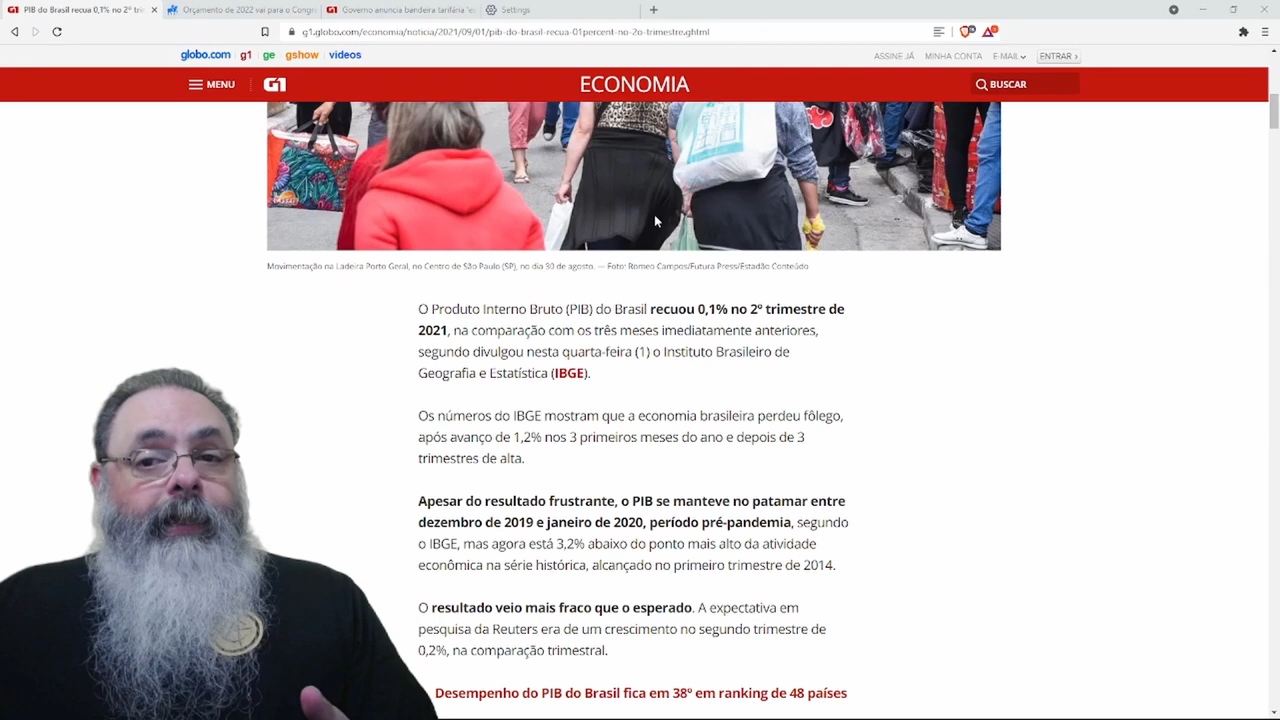 G1 PIB do Brasil recua 0,1% no 2º tri
Orçamento de 2022 vai para o Congre
G1 Governo anuncia bandeira tarifária
Settings
g1.globo.com/economia/noticia/2021/09/01/pib-do-brasil-recua-01percent-no-2o-trimestre.ghtml
globo.com g1 ge gshow videos
ASSINE JÁ MINHA CONTA E-MAIL ENTRAR ›
MENU G1 ECONOMIA BUSCAR
Movimentação na Ladeira Porto Geral, no Centro de São Paulo (SP), no dia 30 de agosto. — Foto: Romeo Campos/Futura Press/Estadão Conteúdo
O Produto Interno Bruto (PIB) do Brasil recuou 0,1% no 2º trimestre de
2021, na comparação com os três meses imediatamente anteriores,
segundo divulgou nesta quarta-feira (1) o Instituto Brasileiro de
Geografia e Estatística (IBGE).
Os números do IBGE mostram que a economia brasileira perdeu fôlego,
após avanço de 1,2% nos 3 primeiros meses do ano e depois de 3
trimestres de alta.
Apesar do resultado frustrante, o PIB se manteve no patamar entre
dezembro de 2019 e janeiro de 2020, período pré-pandemia, segundo
o IBGE, mas agora está 3,2% abaixo do ponto mais alto da atividade
econômica na série histórica, alcançado no primeiro trimestre de 2014.
O resultado veio mais fraco que o esperado. A expectativa em
pesquisa da Reuters era de um crescimento no segundo trimestre de
0,2%, na comparação trimestral.
Desempenho do PIB do Brasil fica em 38º em ranking de 48 países